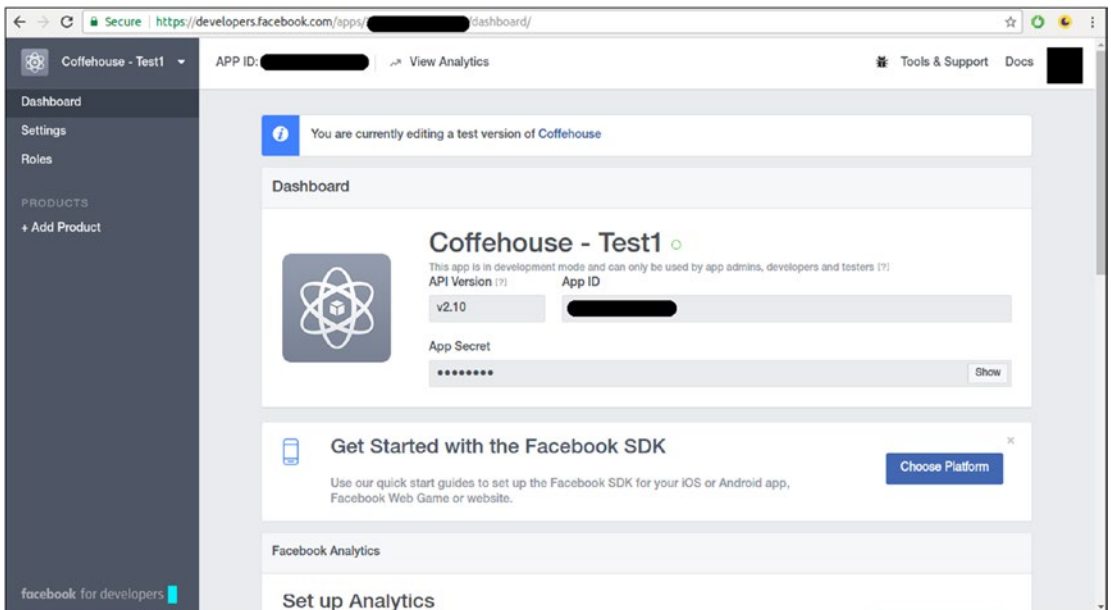 Secure https://developers.facebook.com/apps/ /dashboard/
Coffehouse - Test1
APP ID:
View Analytics
Tools & Support
Docs
Dashboard
Settings
Roles
PRODUCTS
+ Add Product
facebook for developers
You are currently editing a test version of Coffehouse
Dashboard
Coffehouse - Test1
This app is in development mode and can only be used by app admins, developers and testers [?]
API Version [?] App ID
v2.10
App Secret
••••••••
Show
Get Started with the Facebook SDK
Use our quick start guides to set up the Facebook SDK for your iOS or Android app,
Facebook Web Game or website.
Choose Platform
Facebook Analytics
Set up Analytics